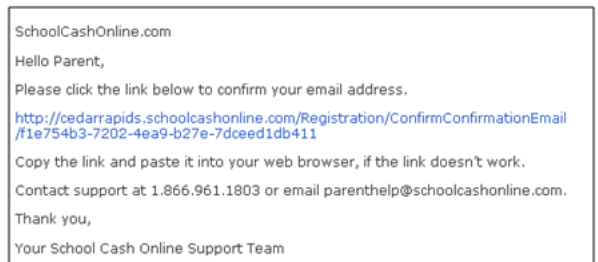 SchoolCashOnline.com
Hello Parent,
Please click the link below to confirm your email address.
http://cedarrapids.schoolcashonline.com/Registration/ConfirmConfirmationEmail
/f1e754b3-7202-4ea9-b27e-7dceed1db411
Copy the link and paste it into your web browser, if the link doesn't work.
Contact support at 1.866.961.1803 or email parenthelp@schoolcashonline.com.
Thank you,
Your School Cash Online Support Team